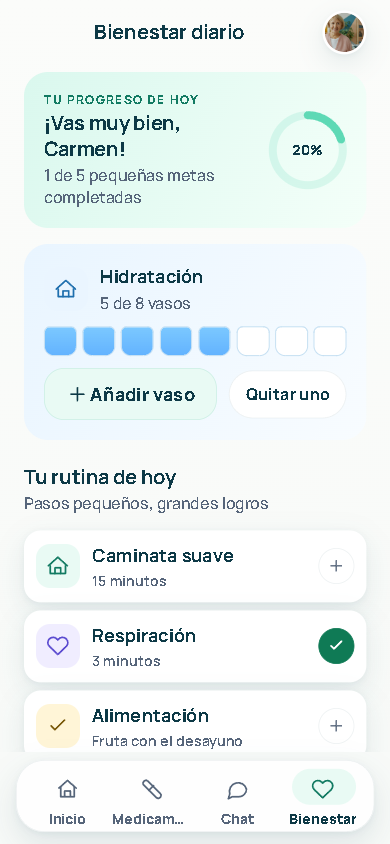 Bienestar diario
TU PROGRESO DE HOY
¡Vas muy bien,
Carmen!
1 de 5 pequeñas metas
completadas
20%
Hidratación
5 de 8 vasos
+ Añadir vaso
Quitar uno
Tu rutina de hoy
Pasos pequeños, grandes logros
Caminata suave
15 minutos
Respiración
3 minutos
Alimentación
Fruta con el desayuno
Inicio
Medicam...
Chat
Bienestar